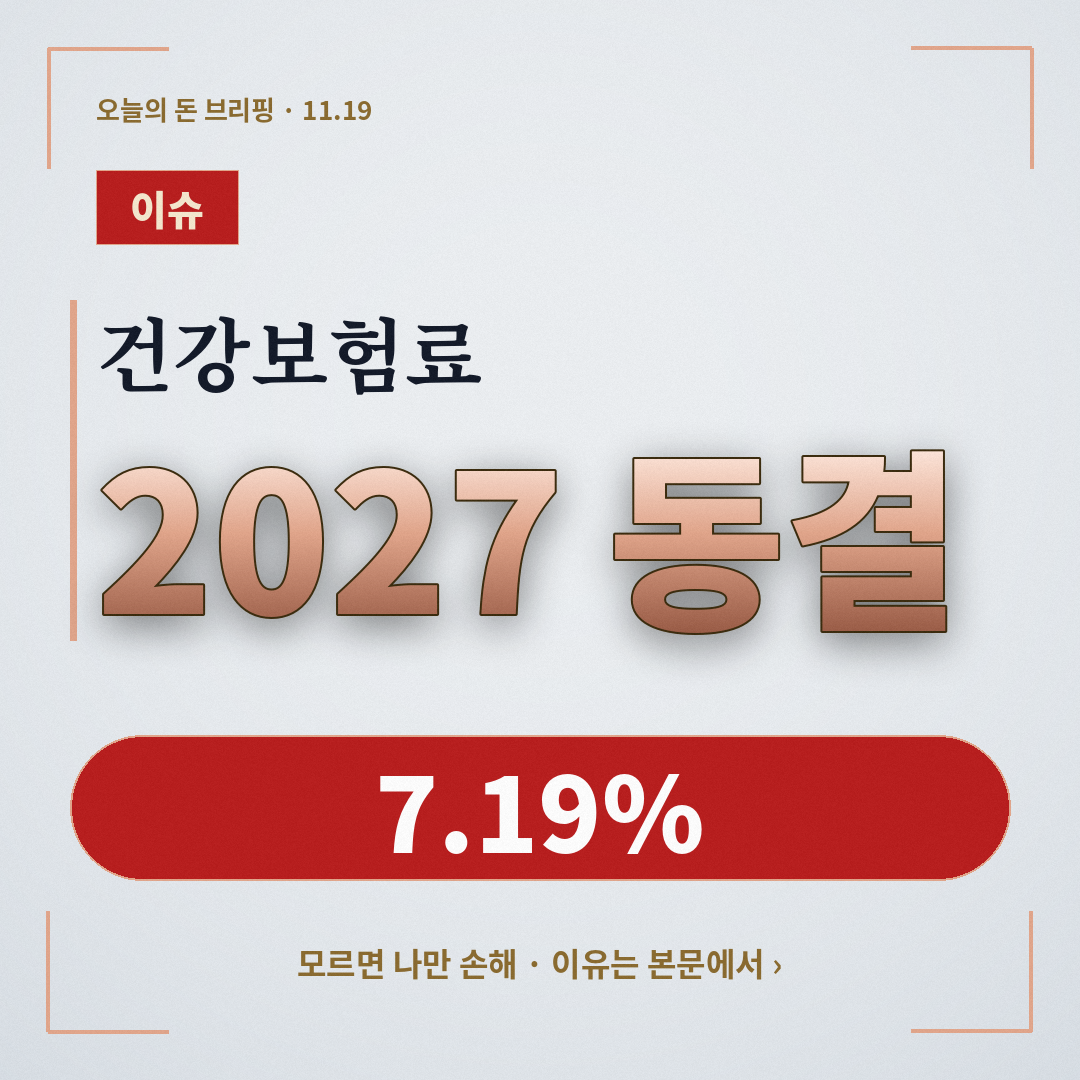 오늘의 돈 브리핑 · 11.19
이슈
건강보험료
2027 동결
7.19%
모르면 나만 손해 · 이유는 본문에서 ›